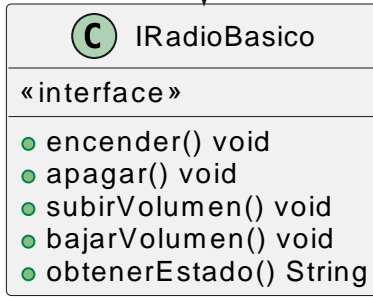 C IRadioBasico
«interface»
encender() void
apagar() void
subirVolumen() void
bajarVolumen() void
obtenerEstado() String